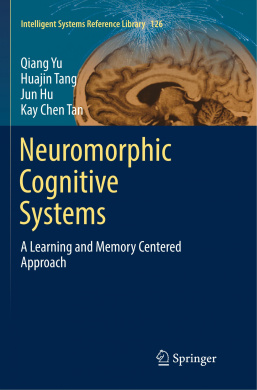 Intelligent Systems Reference Library 126
Qiang Yu
Huajin Tang
Jun Hu
Kay Chen Tan
Neuromorphic
Cognitive
Systems
A Learning and Memory Centered
Approach
Springer